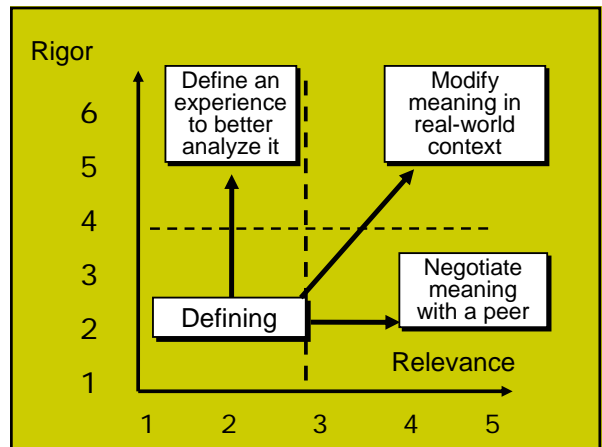 Rigor
Define an
experience
to better
analyze it
Modify
meaning in
real-world
context
6
5
4
3
Negotiate
meaning
with a peer
Defining
2
Relevance
1
1 2 3 4 5